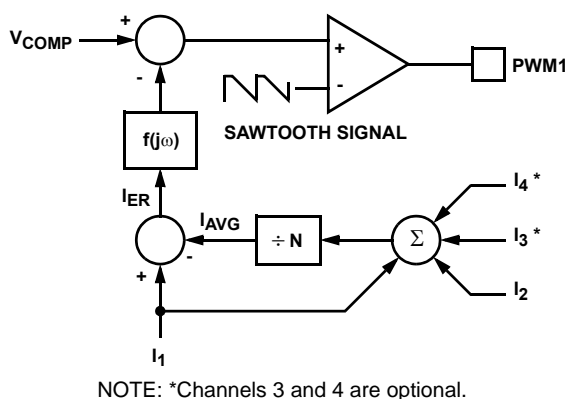 +
V_COMP
-
+
-
PWM1
SAWTOOTH SIGNAL
f(jω)
I_ER
I_AVG
÷ N
Σ
I_4 *
I_3 *
I_2
+
-
I_1
NOTE: *Channels 3 and 4 are optional.